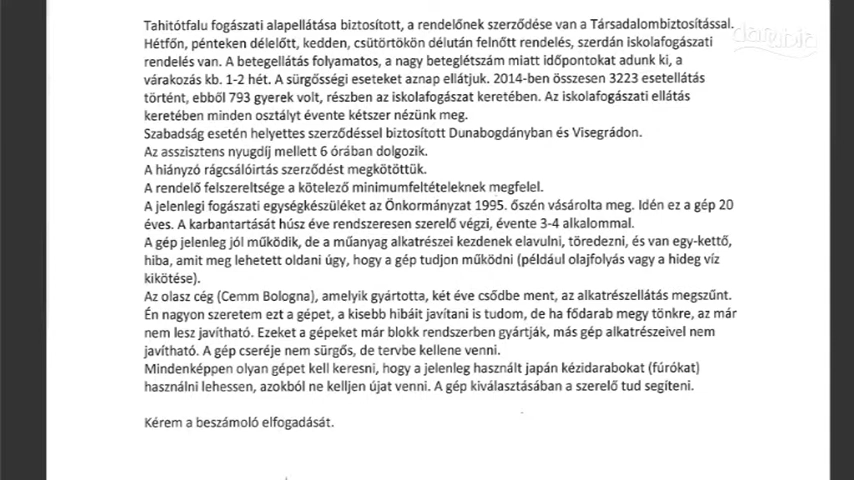 Tahitótfalu fogászati alapellátása biztosított, a rendelőnek szerződése van a Társadalombiztosítással.
Hétfőn, pénteken délelőtt, kedden, csütörtökön délután felnőtt rendelés, szerdán iskolafogászati
rendelés van. A betegellátás folyamatos, a nagy beteglétszám miatt időpontokat adunk ki, a
várakozás kb. 1-2 hét. A sürgősségi eseteket aznap ellátjuk. 2014-ben összesen 3223 esetellátás
történt, ebből 793 gyerek volt, részben az iskolafogászat keretében. Az iskolafogászati ellátás
keretében minden osztályt évente kétszer nézünk meg.
Szabadság esetén helyettes szerződéssel biztosított Dunabogdányban és Visegrádon.
Az asszisztens nyugdíj mellett 6 órában dolgozik.
A hiányzó rágcsálóirtás szerződést megkötöttük.
A rendelő felszereltsége a kötelező minimumfeltételeknek megfelel.
A jelenlegi fogászati egységkészüléket az Önkormányzat 1995. őszén vásárolta meg. Idén ez a gép 20
éves. A karbantartását húsz éve rendszeresen szerelő végzi, évente 3-4 alkalommal.
A gép jelenleg jól működik, de a műanyag alkatrészei kezdenek elavulni, töredezni, és van egy-kettő,
hiba, amit meg lehetett oldani úgy, hogy a gép tudjon működni (például olajfolyás vagy a hideg víz
kikötése).
Az olasz cég (Cemm Bologna), amelyik gyártotta, két éve csődbe ment, az alkatrészellátás megszűnt.
Én nagyon szeretem ezt a gépet, a kisebb hibáit javítani is tudom, de ha fődarab megy tönkre, az már
nem lesz javítható. Ezeket a gépeket már blokk rendszerben gyártják, más gép alkatrészeivel nem
javítható. A gép cseréje nem sürgős, de tervbe kellene venni.
Mindenképpen olyan gépet kell keresni, hogy a jelenleg használt japán kézidarabokat (fúrókat)
használni lehessen, azokból ne kelljen újat venni. A gép kiválasztásában a szerelő tud segíteni.
Kérem a beszámoló elfogadását.
danubia